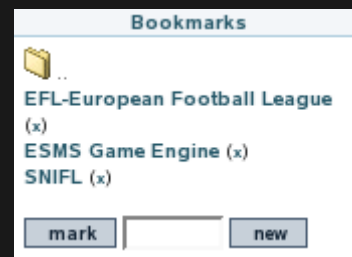 Bookmarks
..
EFL-European Football League
(x)
ESMS Game Engine (x)
SNIFL (x)
mark new